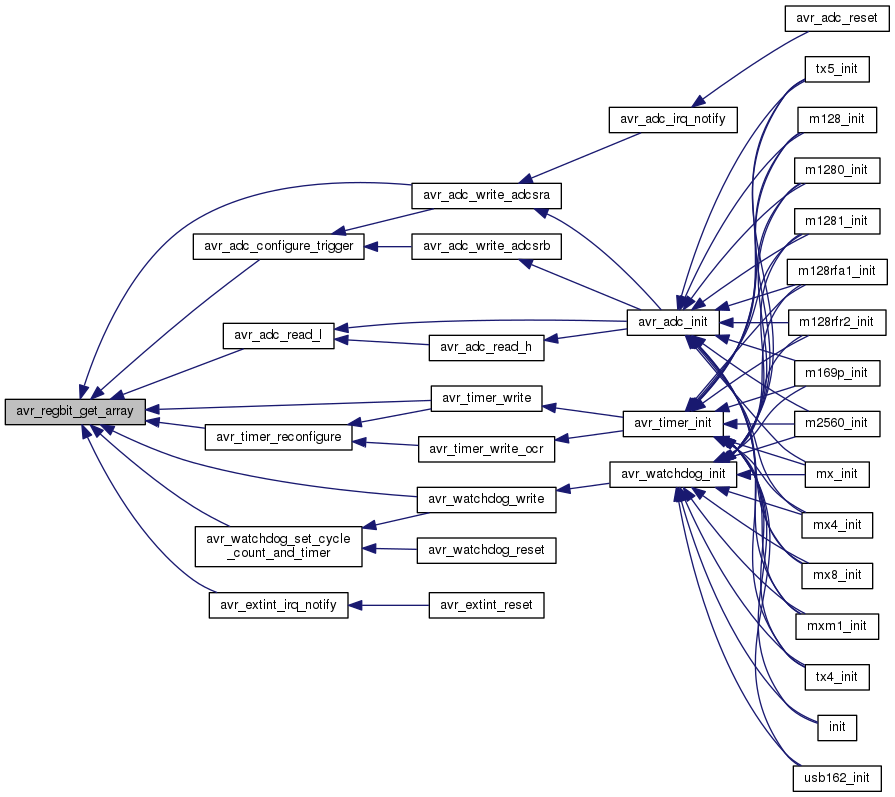 avr_adc_reset
tx5_init
avr_adc_irq_notify
m128_init
m1280_init
avr_adc_write_adcsra
m1281_init
avr_adc_configure_trigger
avr_adc_write_adcsrb
m128rfa1_init
avr_adc_init
m128rfr2_init
avr_adc_read_l
avr_adc_read_h
m169p_init
avr_regbit_get_array
avr_timer_write
avr_timer_init
m2560_init
avr_timer_reconfigure
avr_timer_write_ocr
avr_watchdog_init
mx_init
avr_watchdog_write
mx4_init
avr_watchdog_set_cycle
_count_and_timer
avr_watchdog_reset
mx8_init
avr_extint_irq_notify
avr_extint_reset
mxm1_init
tx4_init
init
usb162_init